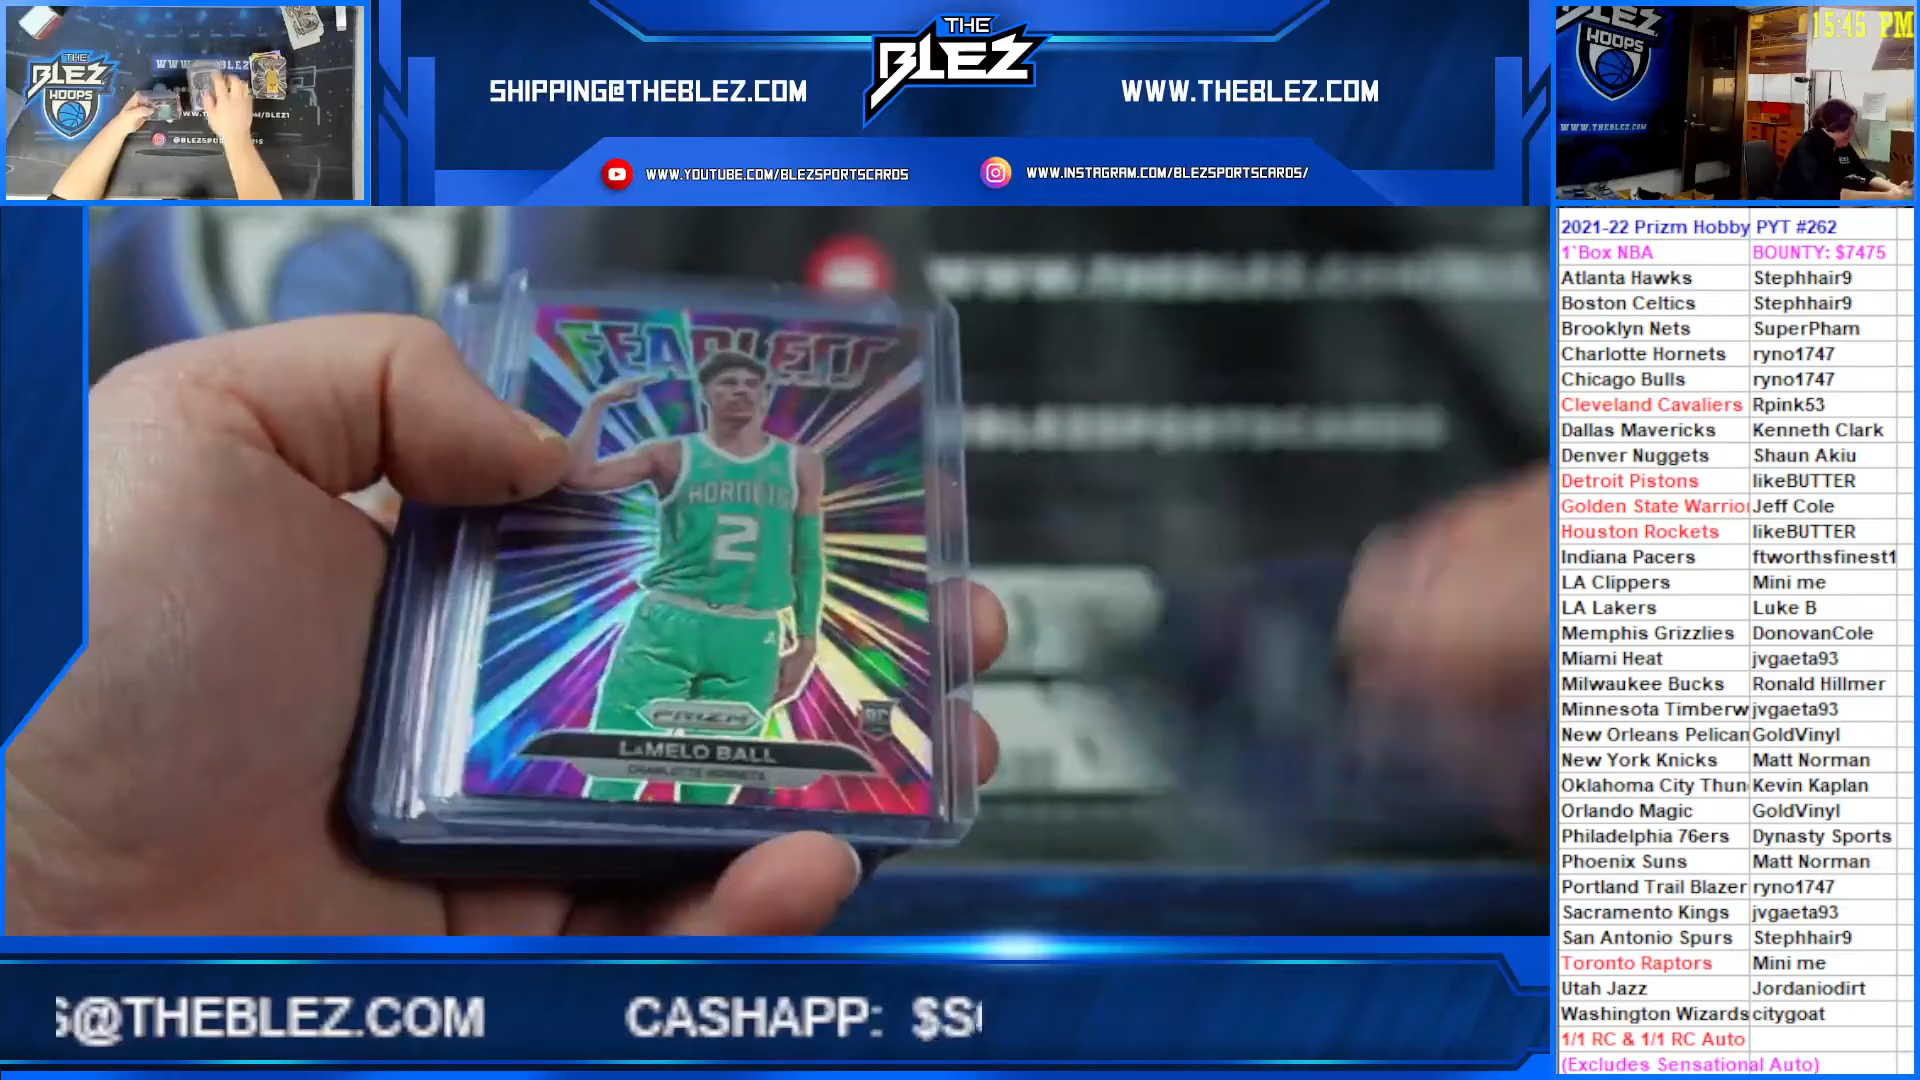 THE
BLEZ
HOOPS
THE
BLEZ
SHIPPING@THEBLEZ.COM
WWW.THEBLEZ.COM
WWW.YOUTUBE.COM/BLEZSPORTSCARDS
WWW.INSTAGRAM.COM/BLEZSPORTSCARDS/
BLEZ
HOOPS
WWW.THEBLEZ.COM
15:45 PM
FEARLESS
HORNETS
2
PRIZM
RC
LaMELO BALL
CHARLOTTE HORNETS
2021-22 Prizm Hobby PYT #262
1`Box NBA BOUNTY: $7475
Atlanta Hawks Stephhair9
Boston Celtics Stephhair9
Brooklyn Nets SuperPham
Charlotte Hornets ryno1747
Chicago Bulls ryno1747
Cleveland Cavaliers Rpink53
Dallas Mavericks Kenneth Clark
Denver Nuggets Shaun Akiu
Detroit Pistons likeBUTTER
Golden State Warrior Jeff Cole
Houston Rockets likeBUTTER
Indiana Pacers ftworthsfinest1
LA Clippers Mini me
LA Lakers Luke B
Memphis Grizzlies DonovanCole
Miami Heat jvgaeta93
Milwaukee Bucks Ronald Hillmer
Minnesota Timberw jvgaeta93
New Orleans Pelican GoldVinyl
New York Knicks Matt Norman
Oklahoma City Thun Kevin Kaplan
Orlando Magic GoldVinyl
Philadelphia 76ers Dynasty Sports
Phoenix Suns Matt Norman
Portland Trail Blazer ryno1747
Sacramento Kings jvgaeta93
San Antonio Spurs Stephhair9
Toronto Raptors Mini me
Utah Jazz Jordaniodirt
Washington Wizards citygoat
1/1 RC & 1/1 RC Auto
(Excludes Sensational Auto)
S@THEBLEZ.COM CASHAPP: $S